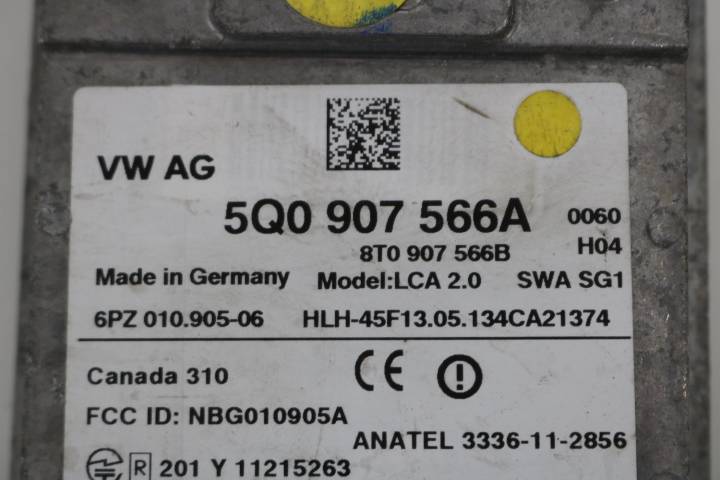 VW AG
5Q0 907 566A 0060
8T0 907 566B H04
Made in Germany Model:LCA 2.0 SWA SG1
6PZ 010.905-06 HLH-45F13.05.134CA21374
Canada 310 CE
FCC ID: NBG010905A
ANATEL 3336-11-2856
R 201 Y 11215263